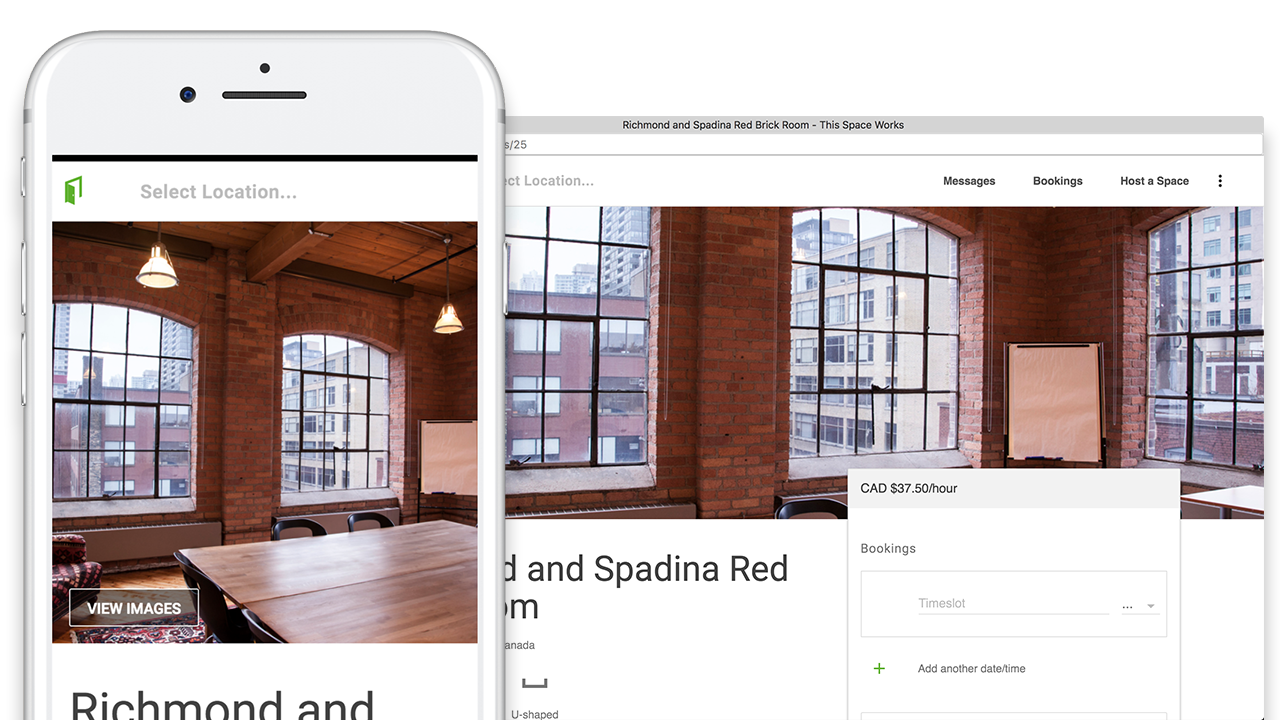 Select Location...
VIEW IMAGES
Richmond and
Richmond and Spadina Red Brick Room - This Space Works
s/25
ect Location...
Messages
Bookings
Host a Space
CAD $37.50/hour
Bookings
Timeslot
...
Add another date/time
d and Spadina Red
om
anada
U-shaped